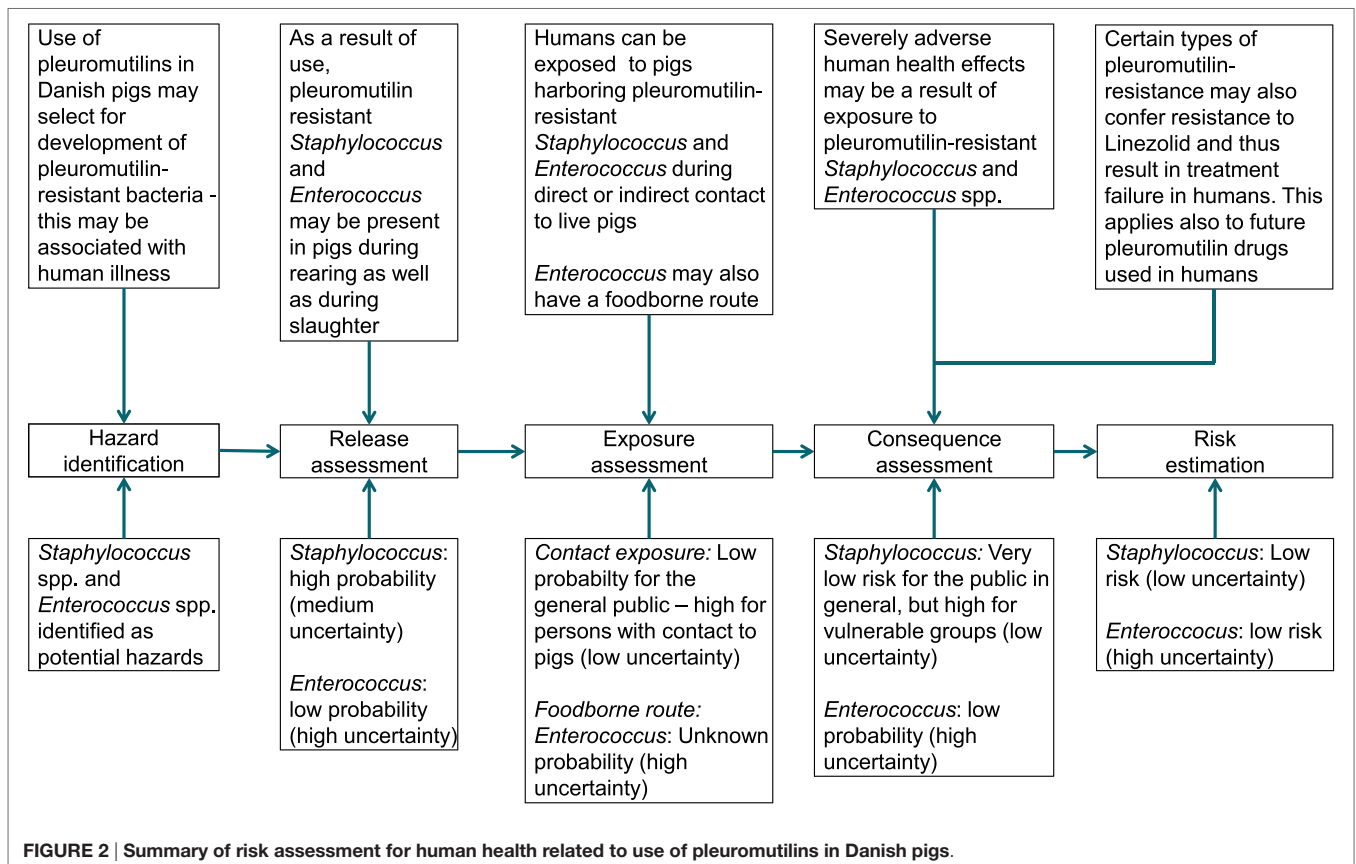 Use of
pleuromutilins in
Danish pigs may
select for
development of
pleuromutilin-
resistant bacteria -
this may be
associated with
human illness
As a result of
use,
pleuromutilin
resistant
Staphylococcus
and
Enterococcus
may be present
in pigs during
rearing as well
as during
slaughter
Humans can be
exposed to pigs
harboring pleuromutilin-
resistant
Staphylococcus and
Enterococcus during
direct or indirect contact
to live pigs
Enterococcus may also
have a foodborne route
Severely adverse
human health effects
may be a result of
exposure to
pleuromutilin-resistant
Staphylococcus and
Enterococcus spp.
Certain types of
pleuromutilin-
resistance may also
confer resistance to
Linezolid and thus
result in treatment
failure in humans. This
applies also to future
pleuromutilin drugs
used in humans
Hazard
identification
Release
assessment
Exposure
assessment
Consequence
assessment
Risk
estimation
Staphylococcus
spp. and
Enterococcus spp.
identified as
potential hazards
Staphylococcus:
high probability
(medium
uncertainty)
Enterococcus:
low probability
(high uncertainty)
Contact exposure: Low
probabilty for the
general public – high for
persons with contact to
pigs (low uncertainty)
Foodborne route:
Enterococcus: Unknown
probability (high
uncertainty)
Staphylococcus: Very
low risk for the public in
general, but high for
vulnerable groups (low
uncertainty)
Enterococcus: low
probability (high
uncertainty)
Staphylococcus: Low
risk (low uncertainty)
Enteroccocus: low risk
(high uncertainty)
FIGURE 2 | Summary of risk assessment for human health related to use of pleuromutilins in Danish pigs.